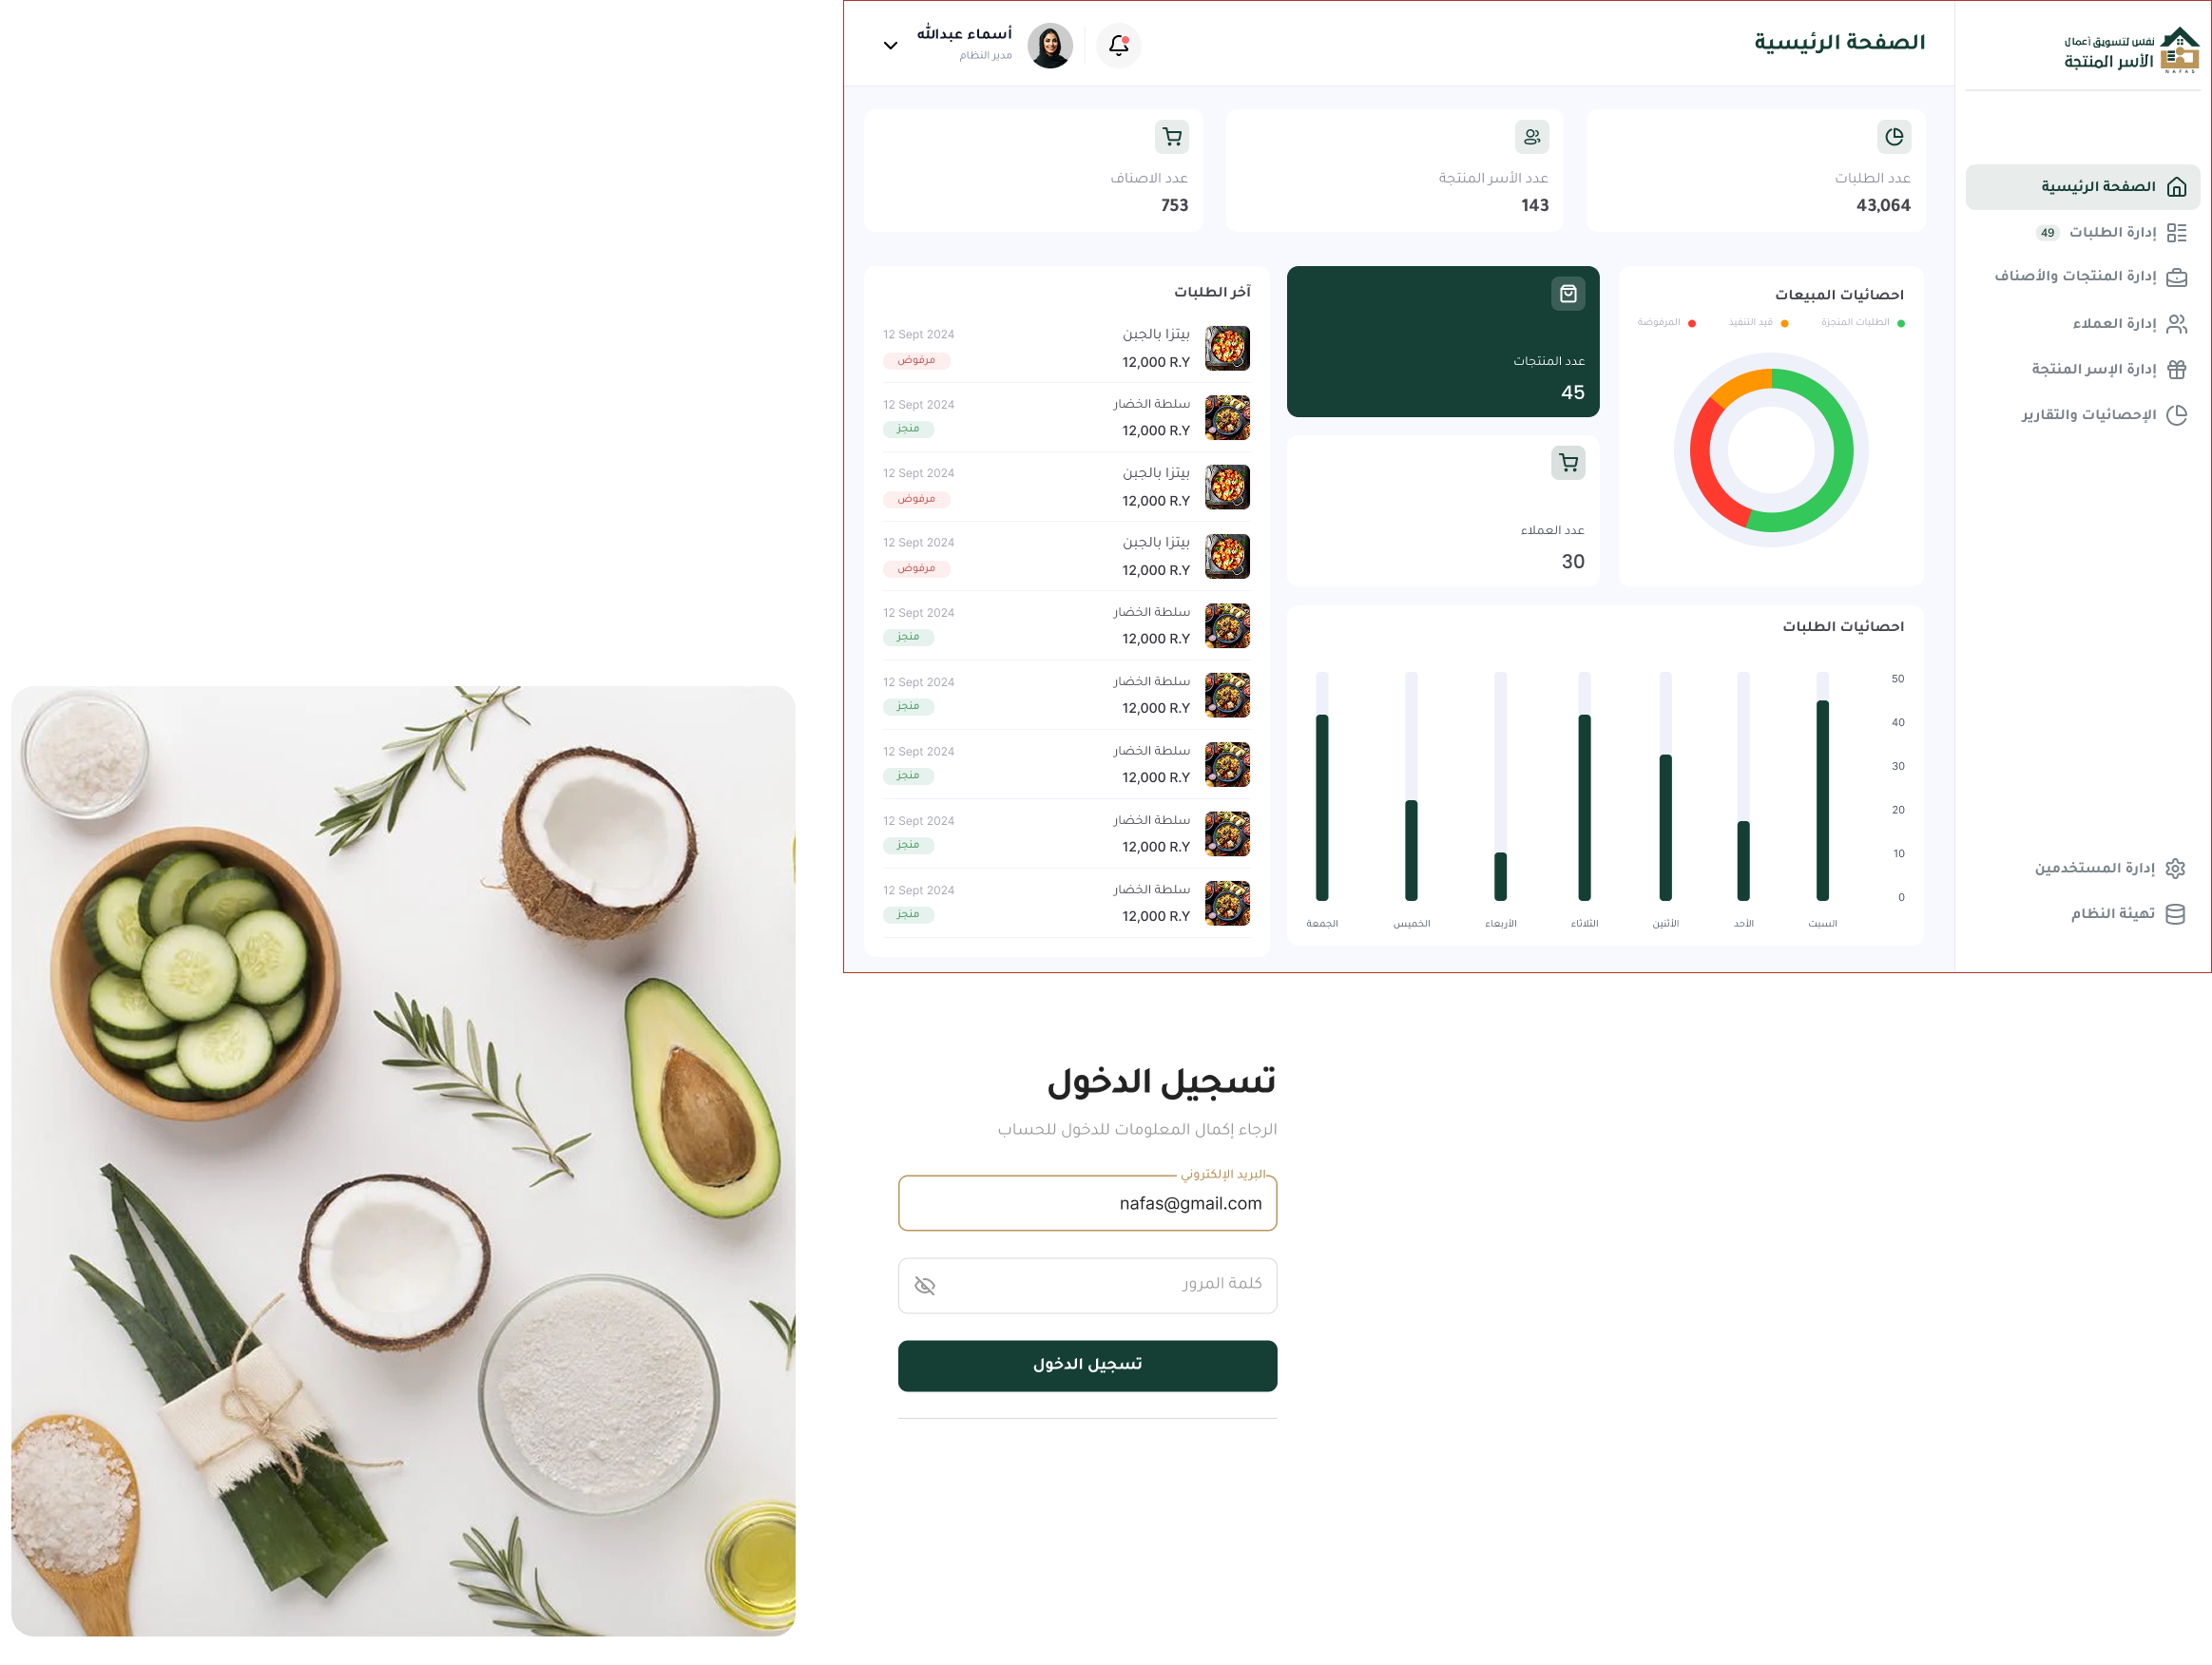 نفس لتسويق أعمال
الأسر المنتجة
NAFAS
الصفحة الرئيسية
إدارة الطلبات 49
إدارة المنتجات والأصناف
إدارة العملاء
إدارة الإسر المنتجة
الإحصائيات والتقارير
إدارة المستخدمين
تهيئة النظام
الصفحة الرئيسية
أسماء عبدالله
مدير النظام
عدد الطلبات
43,064
عدد الأسر المنتجة
143
عدد الاصناف
753
احصائيات المبيعات
الطلبات المنجزة
قيد التنفيذ
المرفوضة
عدد المنتجات
45
عدد العملاء
30
احصائيات الطلبات
50
40
30
20
10
0
السبت
الأحد
الأثنين
الثلاثاء
الأربعاء
الخميس
الجمعة
آخر الطلبات
بيتزا بالجبن 12 Sept 2024
12,000 R.Y مرفوض
سلطة الخضار 12 Sept 2024
12,000 R.Y منجز
بيتزا بالجبن 12 Sept 2024
12,000 R.Y مرفوض
بيتزا بالجبن 12 Sept 2024
12,000 R.Y مرفوض
سلطة الخضار 12 Sept 2024
12,000 R.Y منجز
سلطة الخضار 12 Sept 2024
12,000 R.Y منجز
سلطة الخضار 12 Sept 2024
12,000 R.Y منجز
سلطة الخضار 12 Sept 2024
12,000 R.Y منجز
سلطة الخضار 12 Sept 2024
12,000 R.Y منجز
تسجيل الدخول
الرجاء إكمال المعلومات للدخول للحساب
البريد الإلكتروني
nafas@gmail.com
كلمة المرور
تسجيل الدخول